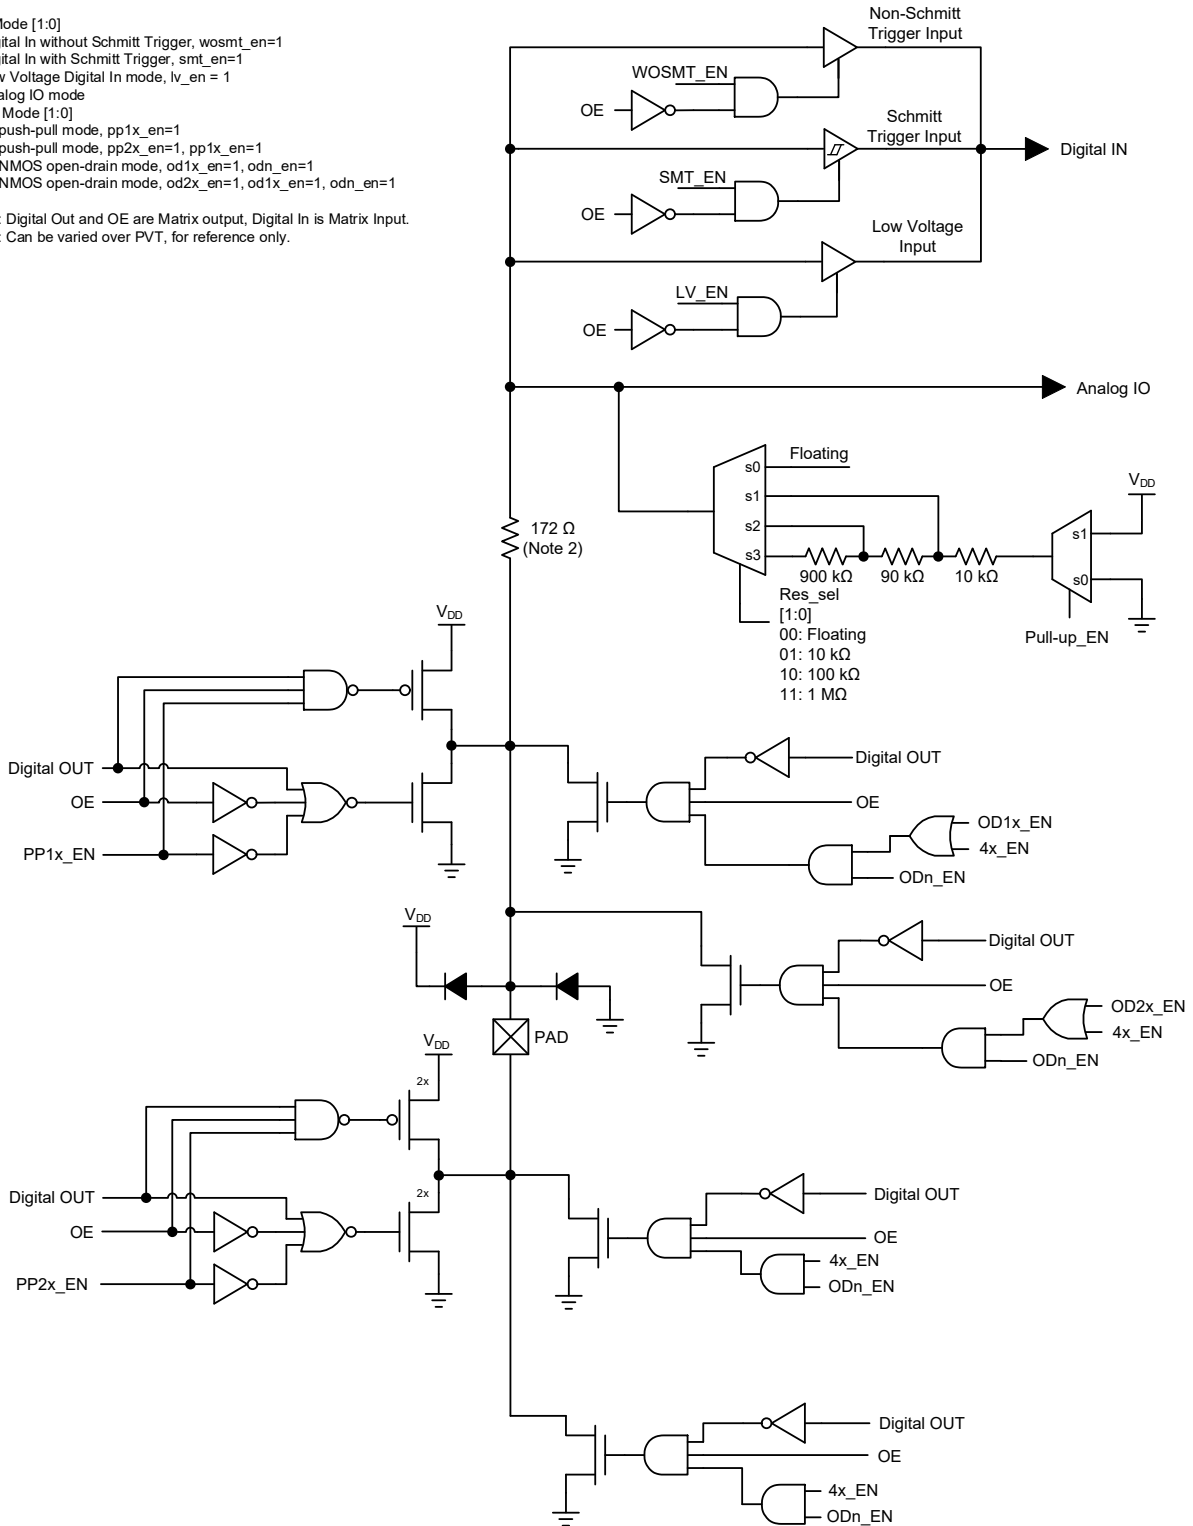 Mode [1:0]
ital In without Schmitt Trigger, wosmt_en=1
ital In with Schmitt Trigger, smt_en=1
Voltage Digital In mode, lv_en = 1
alog IO mode
Mode [1:0]
push-pull mode, pp1x_en=1
push-pull mode, pp2x_en=1, pp1x_en=1
NMOS open-drain mode, od1x_en=1, odn_en=1
NMOS open-drain mode, od2x_en=1, od1x_en=1, odn_en=1
: Digital Out and OE are Matrix output, Digital In is Matrix Input.
: Can be varied over PVT, for reference only.
Non-Schmitt
Trigger Input
WOSMT_EN
OE
Schmitt
Trigger Input
Digital IN
SMT_EN
OE
Low Voltage
Input
LV_EN
OE
Analog IO
Floating
s0
s1
s2
s3
VDD
s1
s0
172 Ω
(Note 2)
900 kΩ
90 kΩ
10 kΩ
Res_sel
[1:0]
00: Floating
01: 10 kΩ
10: 100 kΩ
11: 1 MΩ
Pull-up_EN
VDD
Digital OUT
OE
PP1x_EN
Digital OUT
OE
OD1x_EN
4x_EN
ODn_EN
VDD
Digital OUT
OE
OD2x_EN
4x_EN
ODn_EN
PAD
VDD
2x
2x
Digital OUT
OE
PP2x_EN
Digital OUT
OE
4x_EN
ODn_EN
Digital OUT
OE
4x_EN
ODn_EN